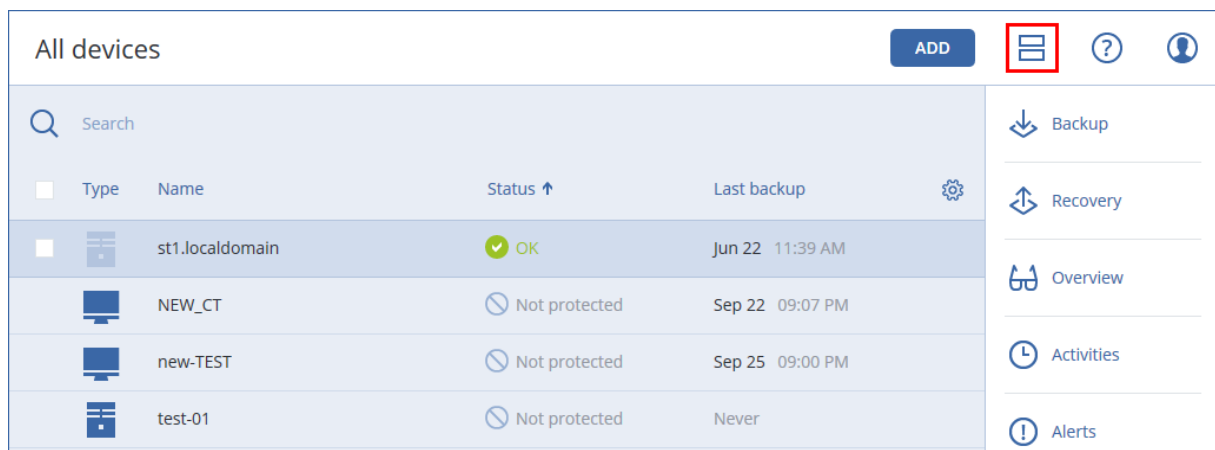 All devices ADD
Search Backup
Type Name Status Last backup
Recovery
st1.localdomain OK Jun 22 11:39 AM
Overview
NEW_CT Not protected Sep 22 09:07 PM
new-TEST Not protected Sep 25 09:00 PM Activities
test-01 Not protected Never
Alerts